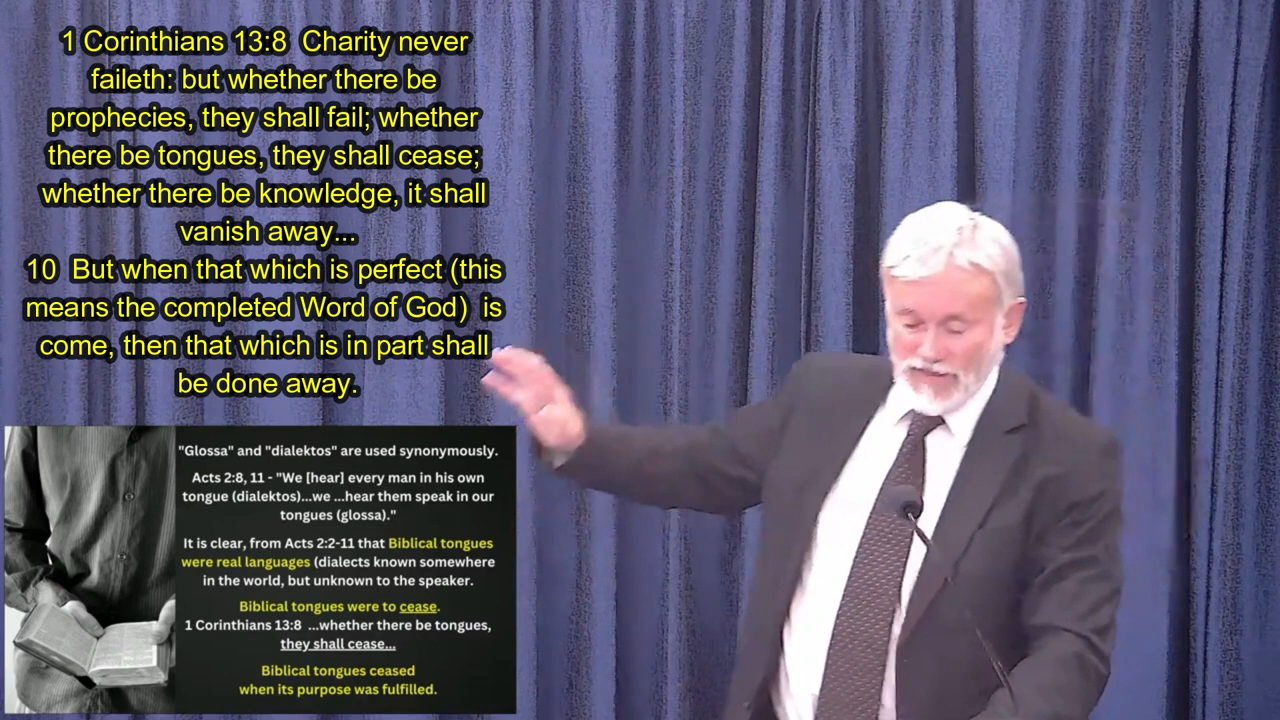 1 Corinthians 13:8  Charity never
faileth: but whether there be
prophecies, they shall fail; whether
there be tongues, they shall cease;
whether there be knowledge, it shall
vanish away...
10  But when that which is perfect (this
means the completed Word of God)  is
come, then that which is in part shall
be done away.
"Glossa" and "dialektos" are used synonymously.
Acts 2:8, 11 - "We [hear] every man in his own
tongue (dialektos)...we ...hear them speak in our
tongues (glossa)."
It is clear, from Acts 2:2-11 that Biblical tongues
were real languages (dialects known somewhere
in the world, but unknown to the speaker.
Biblical tongues were to cease.
1 Corinthians 13:8  ...whether there be tongues,
they shall cease...
Biblical tongues ceased
when its purpose was fulfilled.